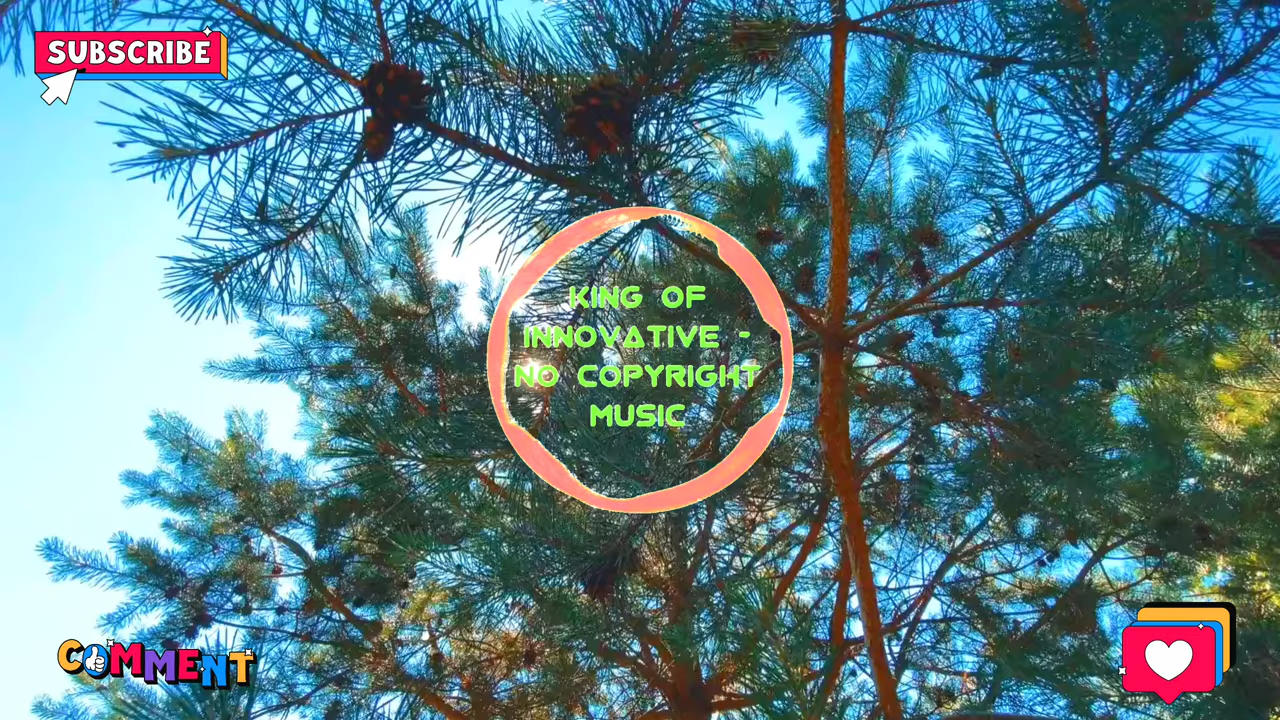 SUBSCRIBE
KING OF
INNOVATIVE -
NO COPYRIGHT
MUSIC
COMMENT